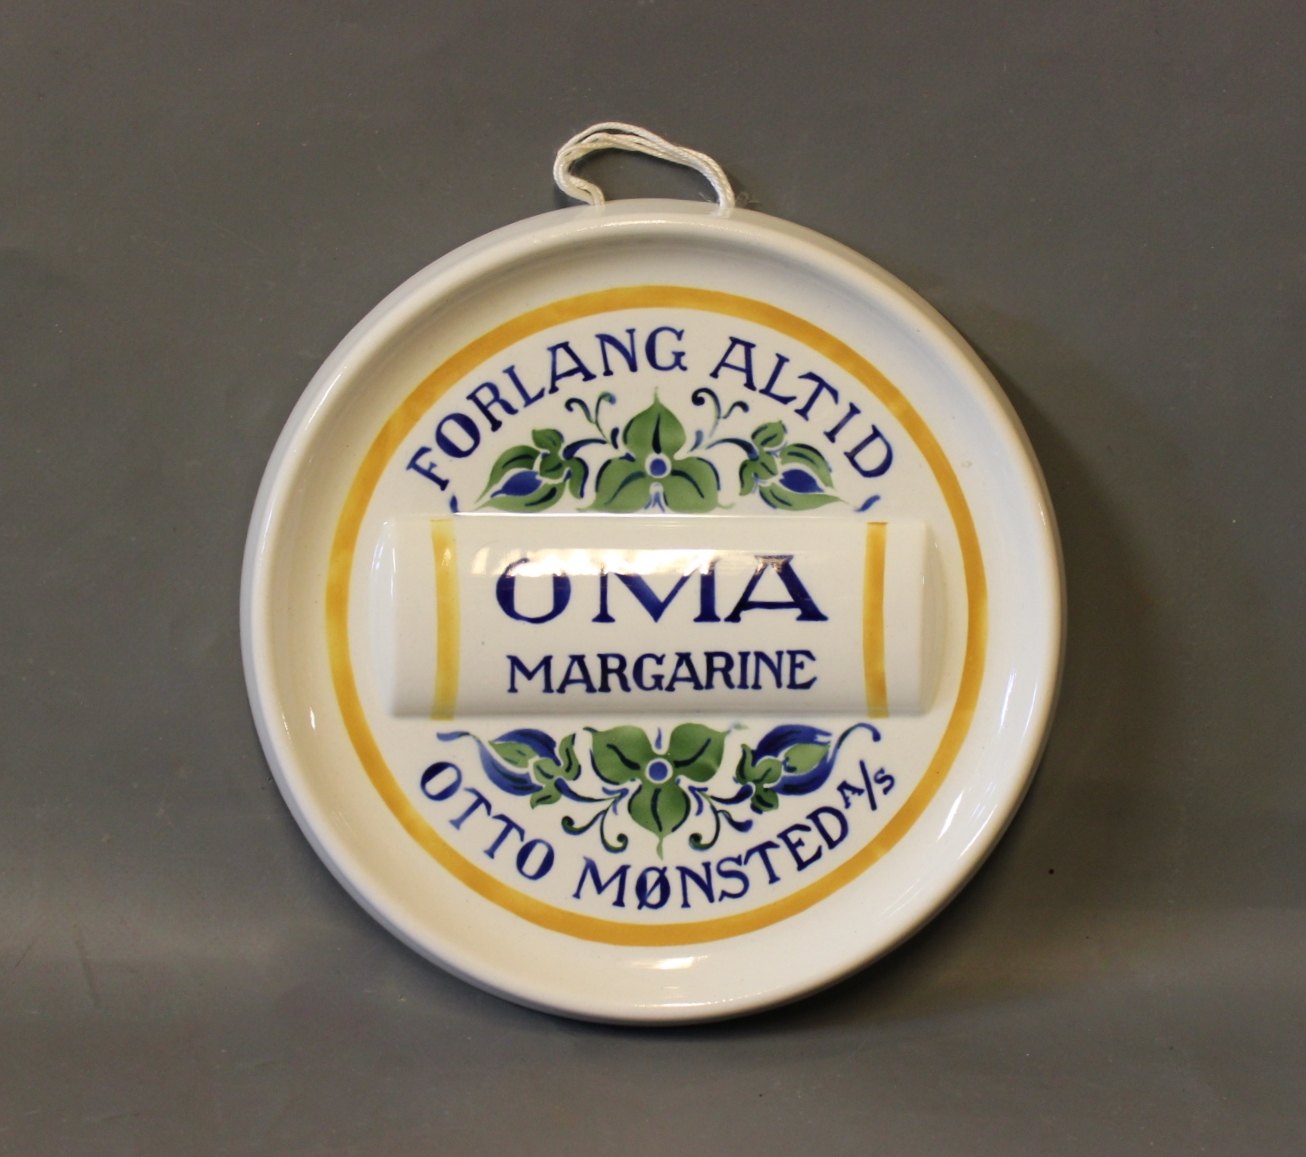 FORLANG ALTID
OMA
MARGARINE
OTTO MØNSTED A/S